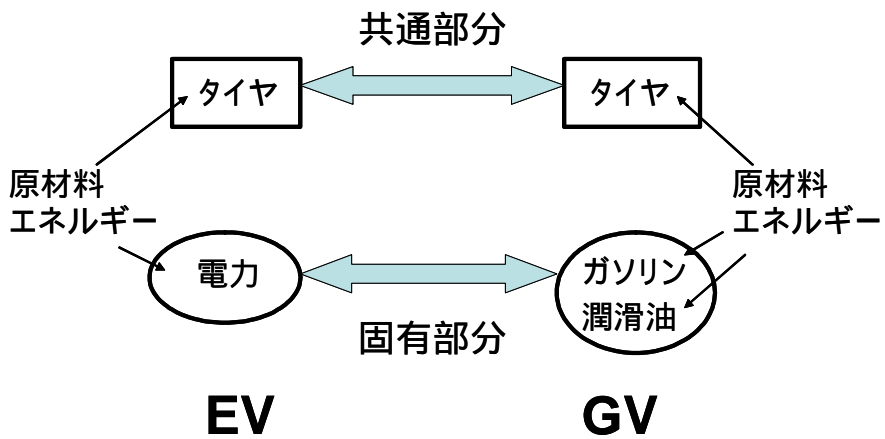 共通部分
タイヤ
タイヤ
原材料
エネルギー
原材料
エネルギー
電力
ガソリン
潤滑油
固有部分
EV
GV